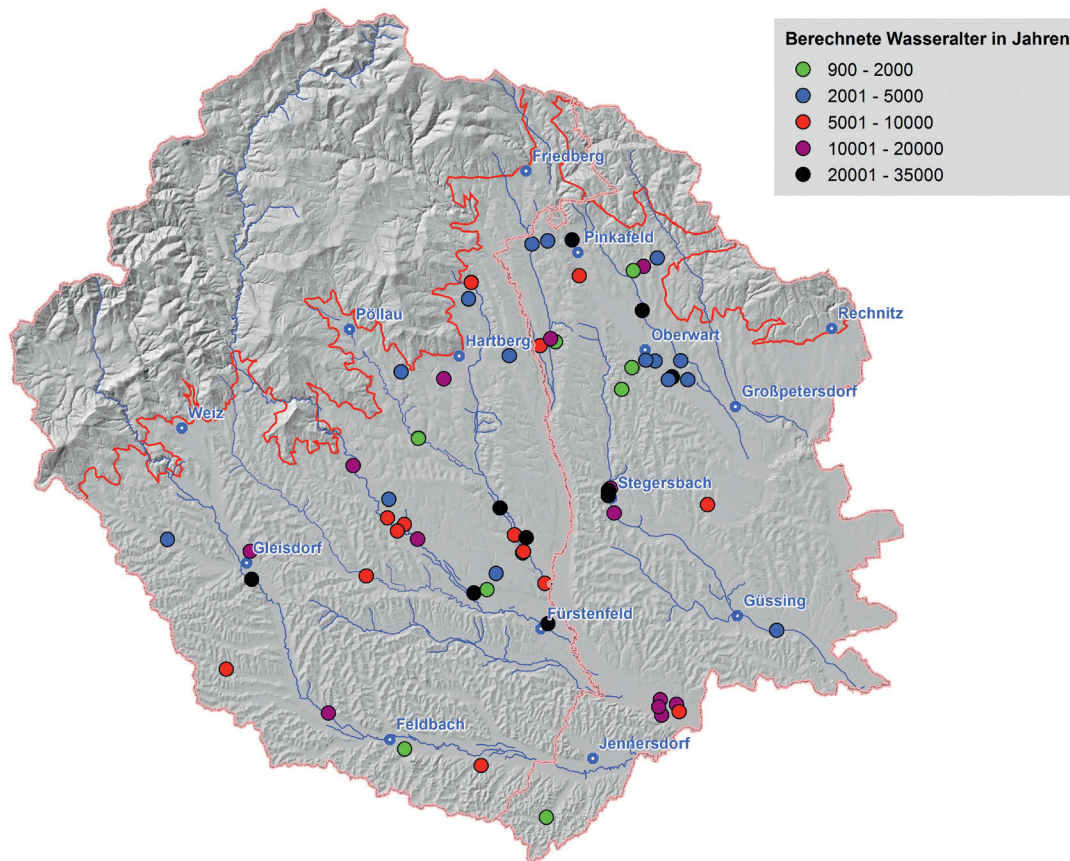 Berechnete Wasseralter in Jahren
900 - 2000
2001 - 5000
5001 - 10000
10001 - 20000
20001 - 35000
Friedberg
Pinkafeld
Pöllau
Rechnitz
Hartberg
Oberwart
Großpetersdorf
Weiz
Stegersbach
Gleisdorf
Güssing
Fürstenfeld
Feldbach
Jennersdorf